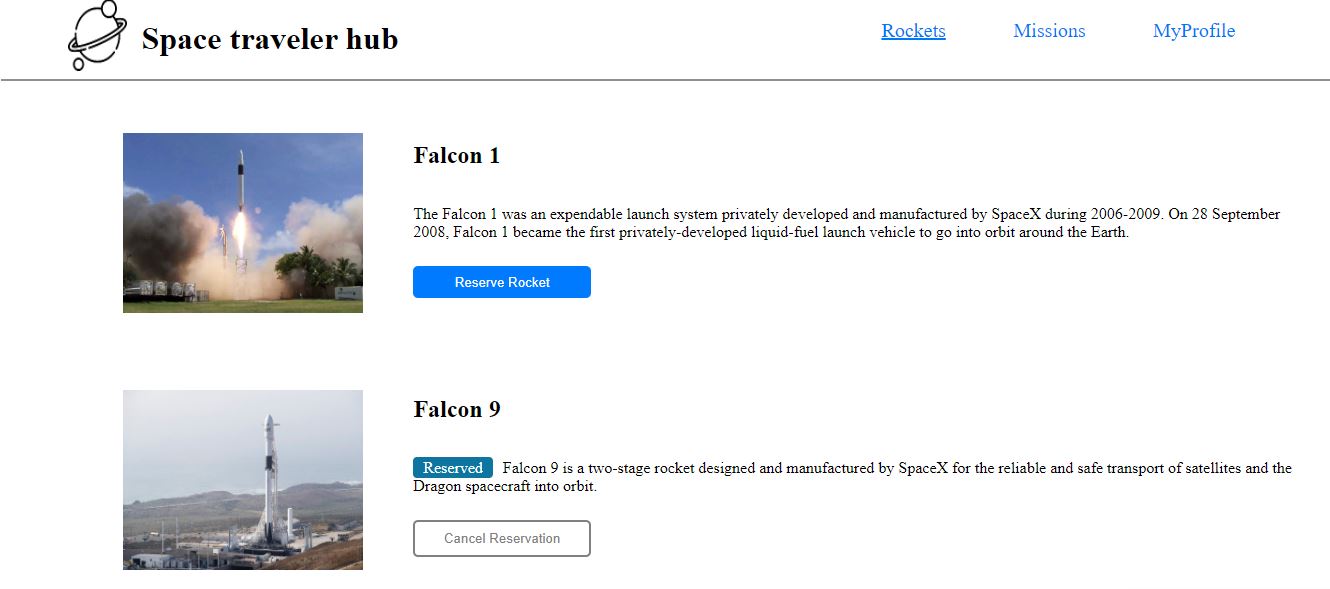 Space traveler hub
Rockets
Missions
MyProfile
Falcon 1
The Falcon 1 was an expendable launch system privately developed and manufactured by SpaceX during 2006-2009. On 28 September
2008, Falcon 1 became the first privately-developed liquid-fuel launch vehicle to go into orbit around the Earth.
Reserve Rocket
Falcon 9
Reserved Falcon 9 is a two-stage rocket designed and manufactured by SpaceX for the reliable and safe transport of satellites and the
Dragon spacecraft into orbit.
Cancel Reservation